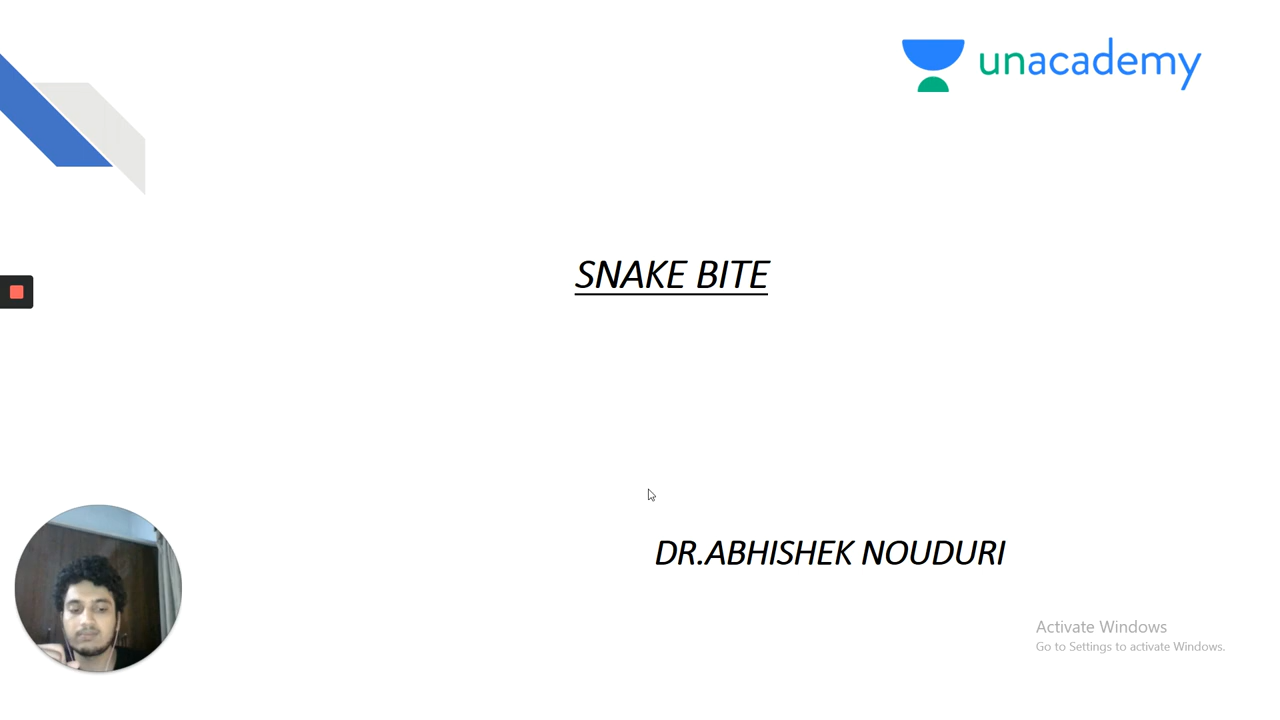 unacademy
SNAKE BITE
DR.ABHISHEK NOUDURI
Activate Windows
Go to Settings to activate Windows.